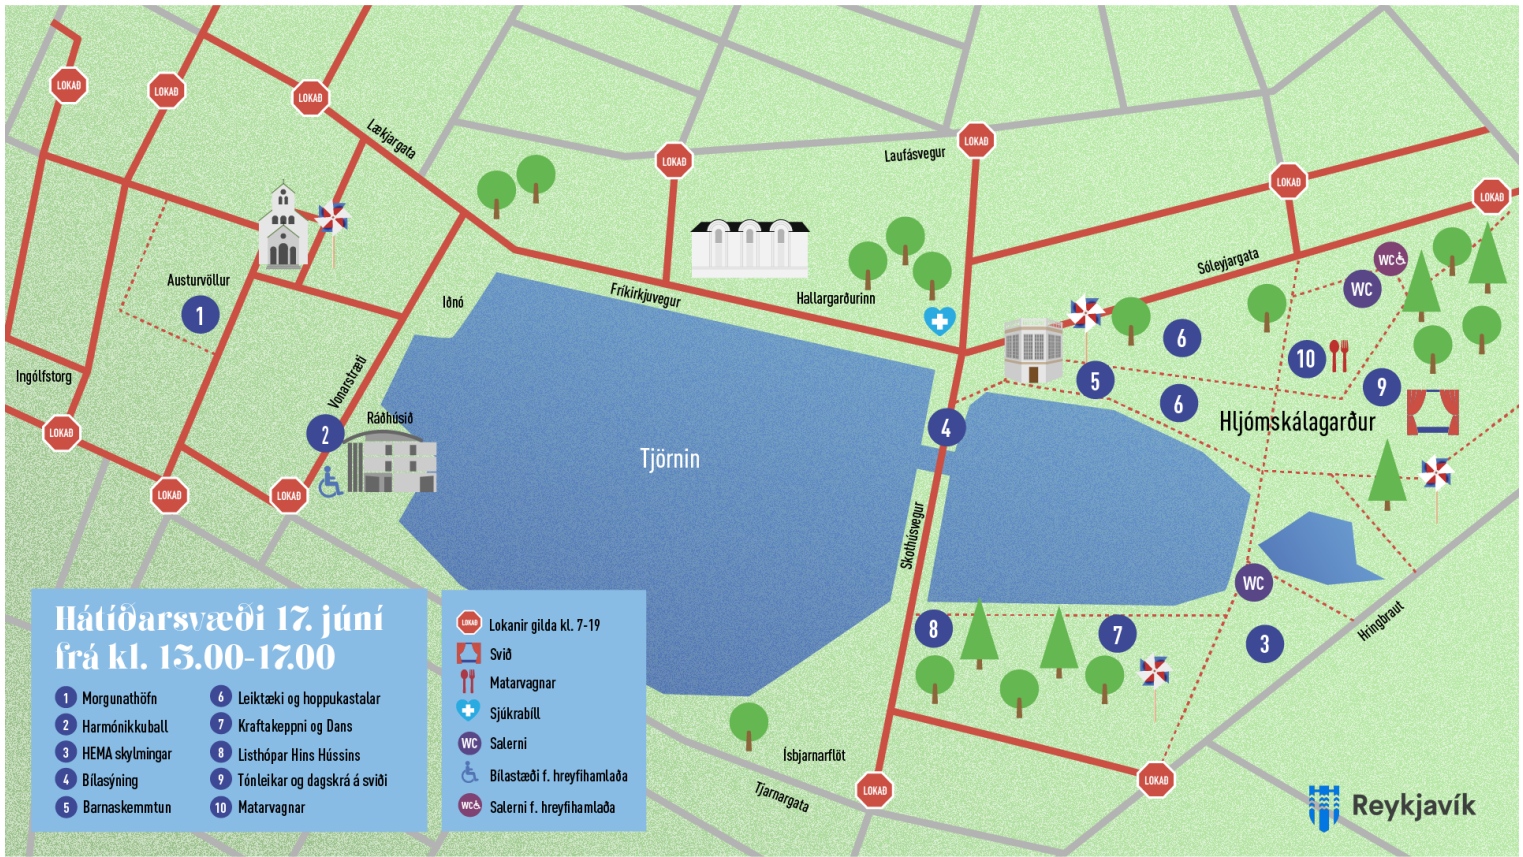 LOKAÐ
LOKAÐ
LOKAÐ
Lækjargata
LOKAÐ
Laufásvegur
LOKAÐ
LOKAÐ
LOKAÐ
Austurvöllur
1
Iðnó
Fríkirkjuvegur
Hallargarðurinn
Sóleyjargata
WC
WC
6
10
9
5
6
Ingólfstorg
Vonarstræti
Ráðhúsið
2
LOKAÐ
4
Hljómskálagarður
Tjörnin
LOKAÐ
LOKAÐ
Skothúsvegur
WC
Hringbraut
8
7
3
Ísbjarnarflöt
Tjarnargata
LOKAÐ
LOKAÐ
Hátíðarsvæði 17. júní
frá kl. 13.00-17.00
1 Morgunathöfn
2 Harmónikkuball
3 HEMA skylmingar
4 Bílasýning
5 Barnaskemmtun
6 Leiktæki og hoppukastalar
7 Kraftakeppni og Dans
8 Listhópar Hins Hússins
9 Tónleikar og dagskrá á sviði
10 Matarvagnar
LOKAÐ Lokanir gilda kl. 7-19
Svið
Matarvagnar
Sjúkrabíll
WC Salerni
Bílastæði f. hreyfihamlaða
WC Salerni f. hreyfihamlaða
Reykjavík